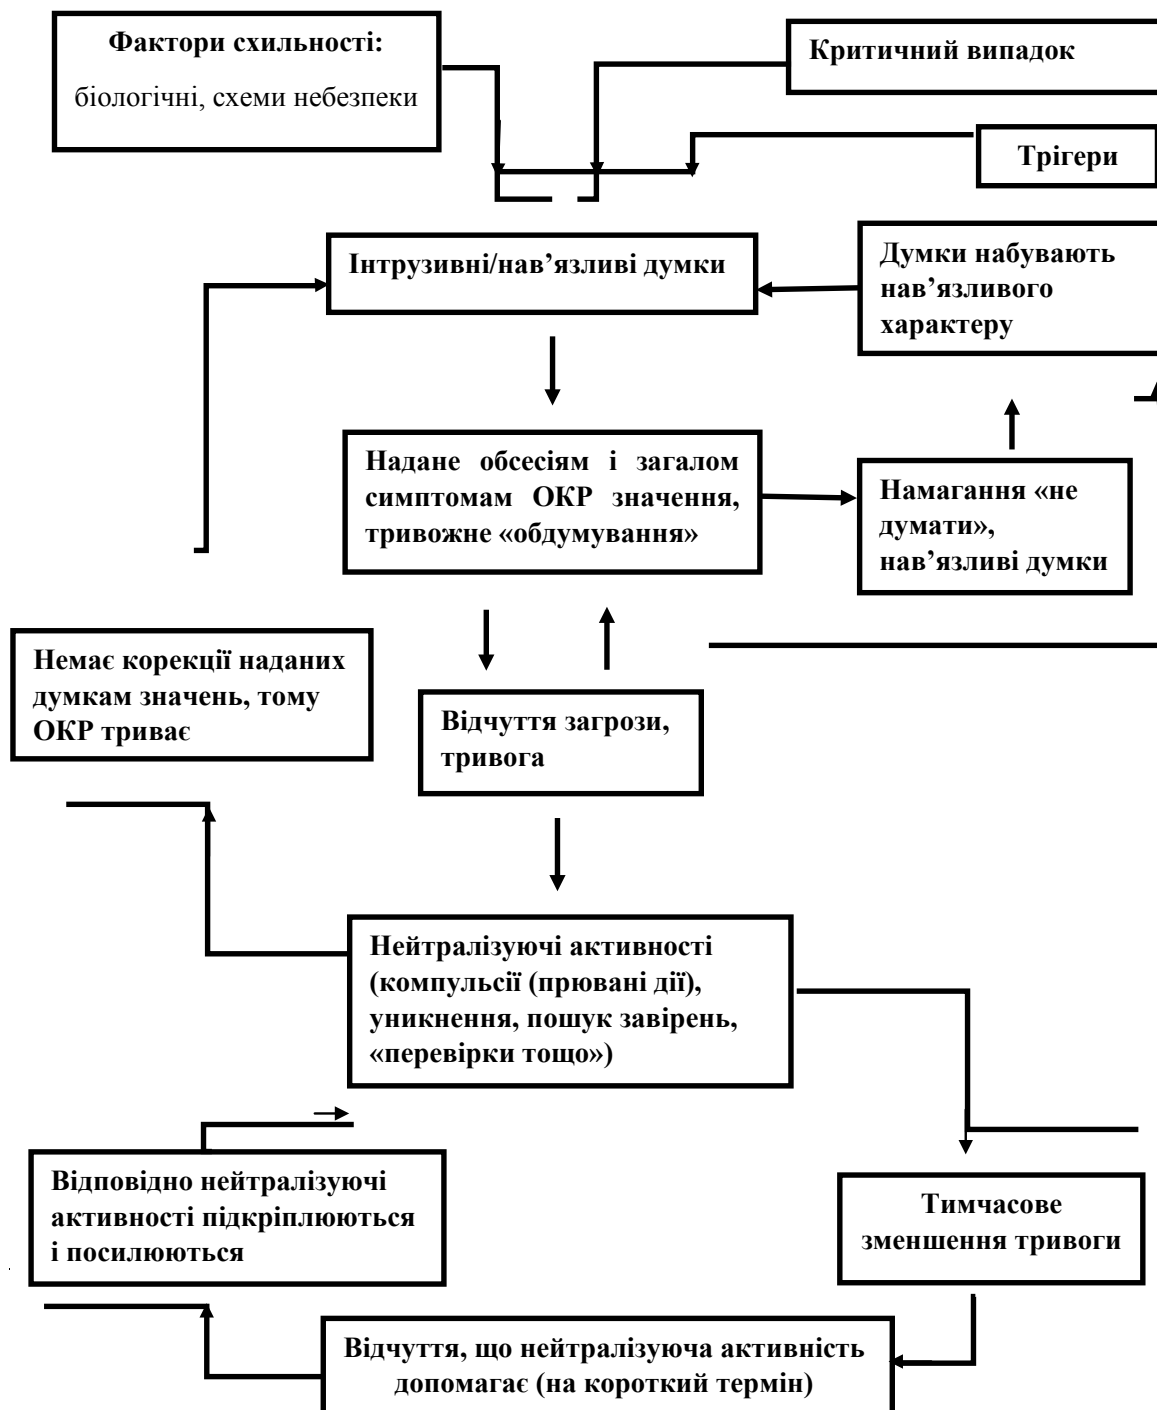 Фактори схильності:
біологічні, схеми небезпеки
Критичний випадок
Трігери
Інтрузивні/нав’язливі думки
Думки набувають
нав’язливого
характеру
Надане обсесіям і загалом
симптомам ОКР значення,
тривожне «обдумування»
Намагання «не
думати»,
нав’язливі думки
Немає корекції наданих
думкам значень, тому
ОКР триває
Відчуття загрози,
тривога
Нейтралізуючі активності
(компульсії (прювані дії),
уникнення, пошук завірень,
«перевірки тощо»)
Відповідно нейтралізуючі
активності підкріплюються
і посилюються
Тимчасове
зменшення тривоги
Відчуття, що нейтралізуюча активність
допомагає (на короткий термін)